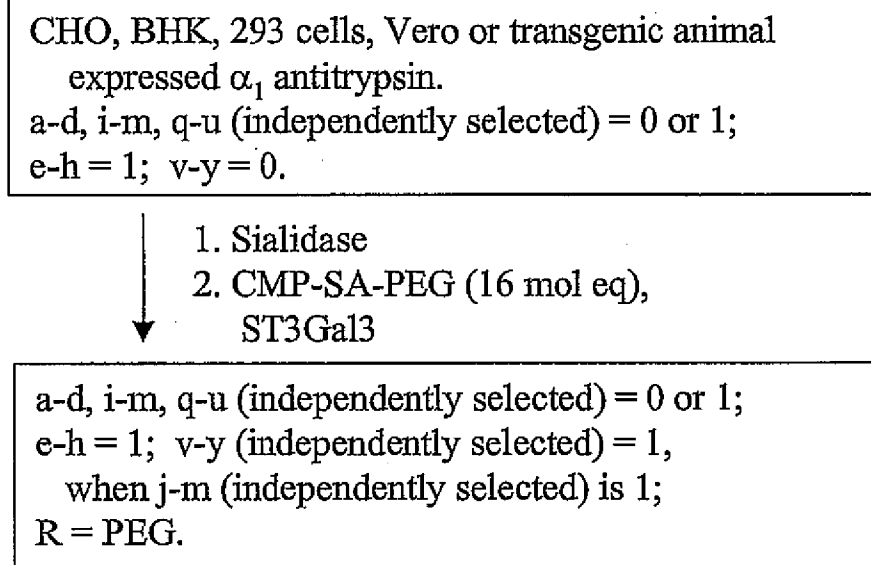 CHO, BHK, 293 cells, Vero or transgenic animal
expressed α₁ antitrypsin.
a-d, i-m, q-u (independently selected) = 0 or 1;
e-h = 1; v-y = 0.
1. Sialidase
2. CMP-SA-PEG (16 mol eq),
ST3Gal3
a-d, i-m, q-u (independently selected) = 0 or 1;
e-h = 1; v-y (independently selected) = 1,
when j-m (independently selected) is 1;
R = PEG.